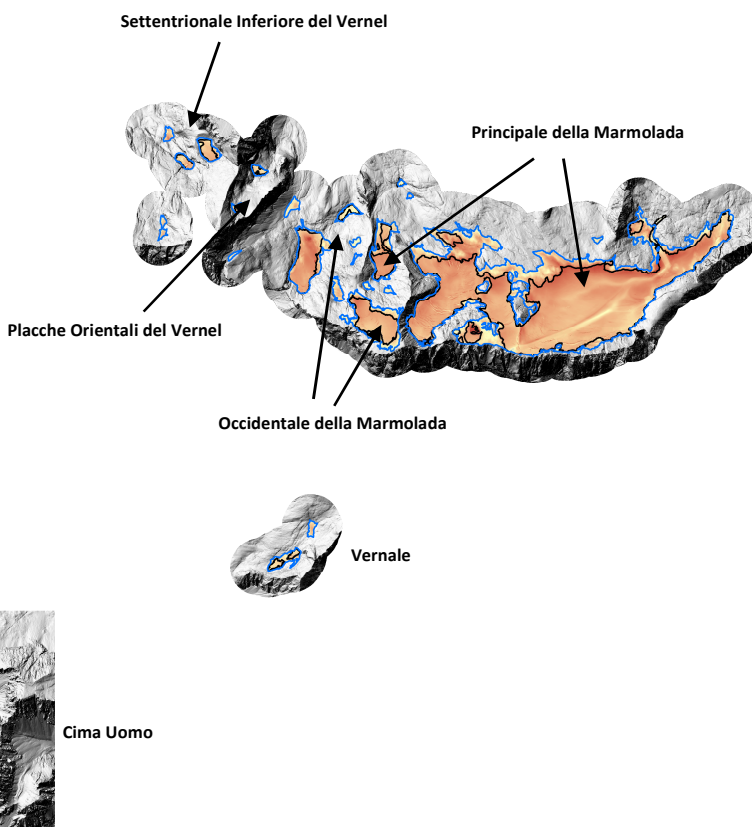 Settentrionale Inferiore del Vernel
Principale della Marmolada
Placche Orientali del Vernel
Occidentale della Marmolada
Vernale
Cima Uomo